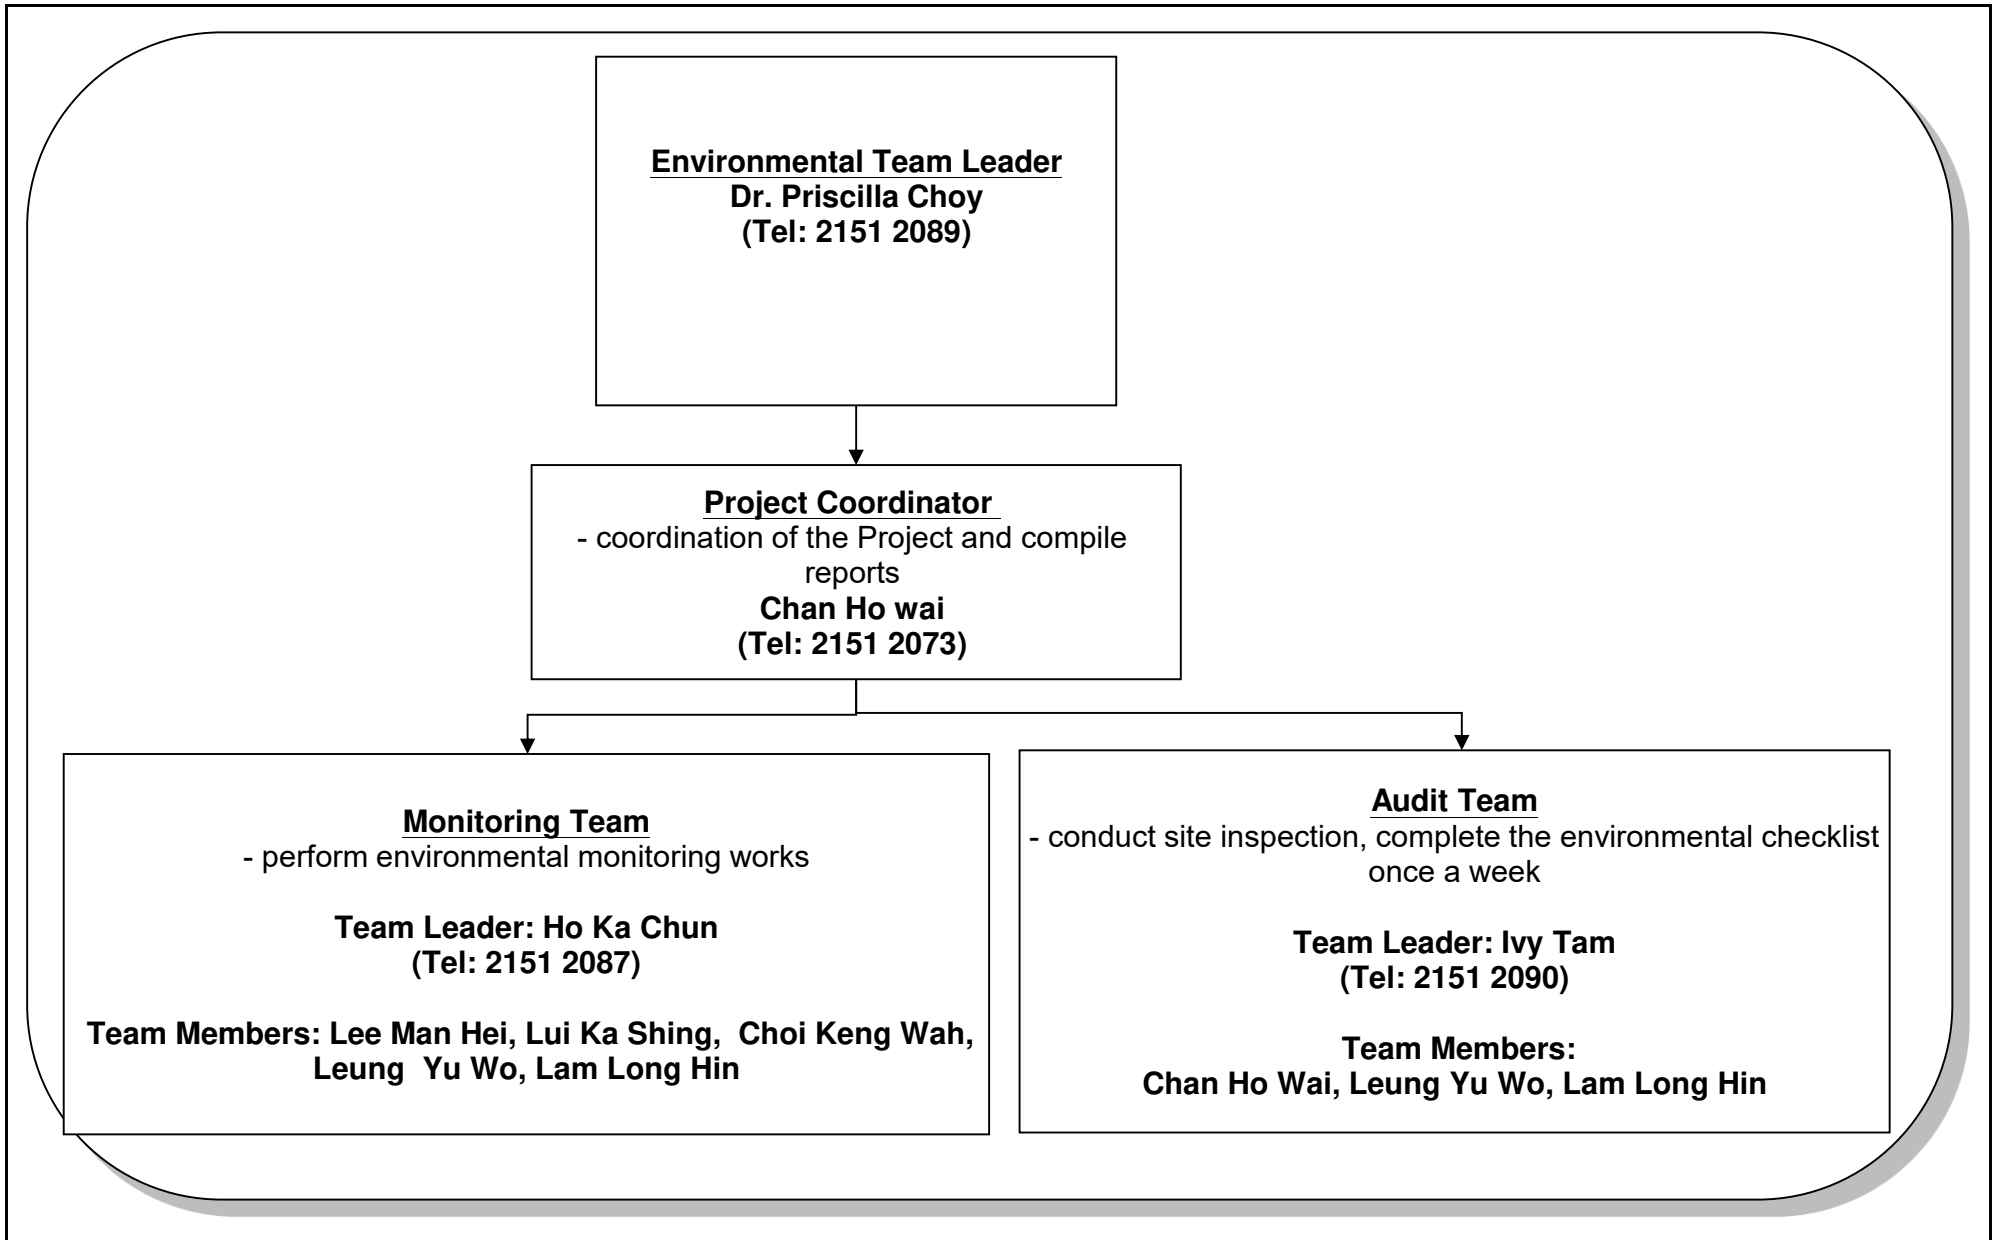 Environmental Team Leader
Dr. Priscilla Choy
(Tel: 2151 2089)
Project Coordinator
- coordination of the Project and compile
reports
Chan Ho wai
(Tel: 2151 2073)
Monitoring Team
- perform environmental monitoring works
Team Leader: Ho Ka Chun
(Tel: 2151 2087)
Team Members: Lee Man Hei, Lui Ka Shing,  Choi Keng Wah,
Leung  Yu Wo, Lam Long Hin
Audit Team
- conduct site inspection, complete the environmental checklist
once a week
Team Leader: Ivy Tam
(Tel: 2151 2090)
Team Members:
Chan Ho Wai, Leung Yu Wo, Lam Long Hin